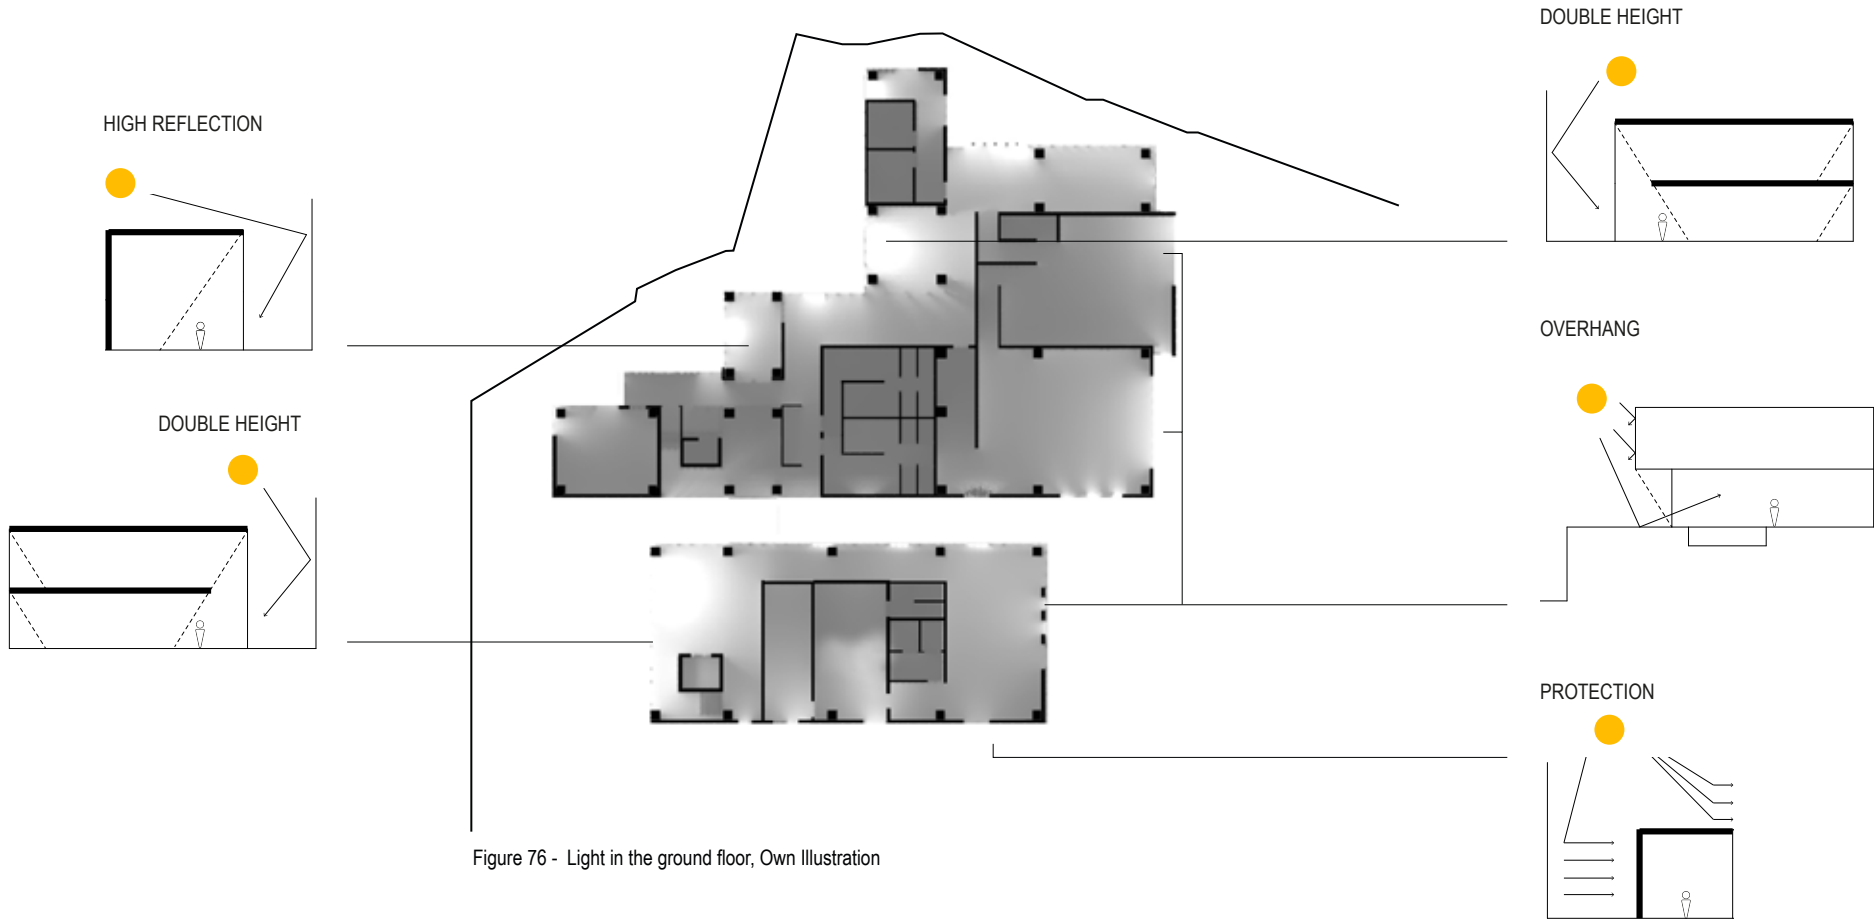 DOUBLE HEIGHT
HIGH REFLECTION
OVERHANG
DOUBLE HEIGHT
PROTECTION
Figure 76 - Light in the ground floor, Own Illustration